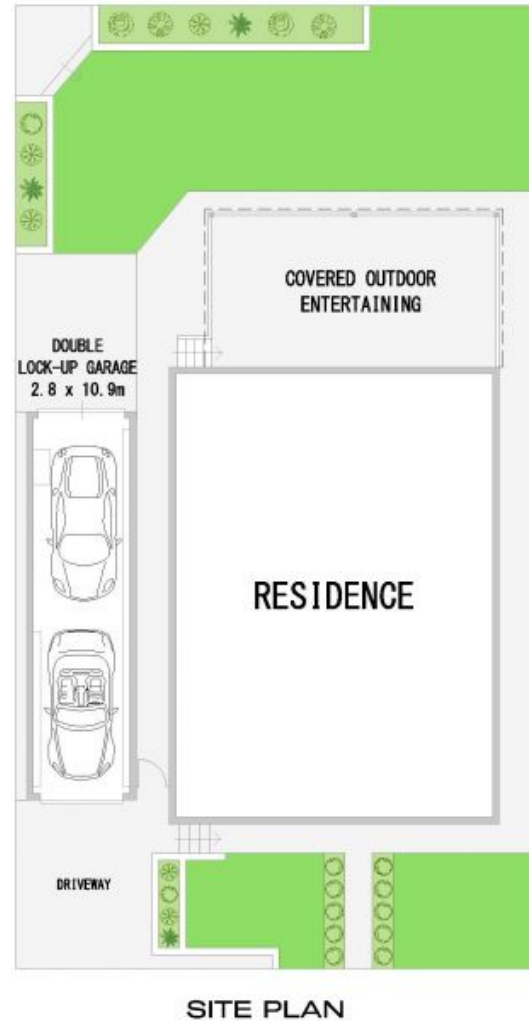 COVERED OUTDOOR
ENTERTAINING
DOUBLE
LOCK-UP GARAGE
2.8 x 10.9m
RESIDENCE
DRIVEWAY
SITE PLAN